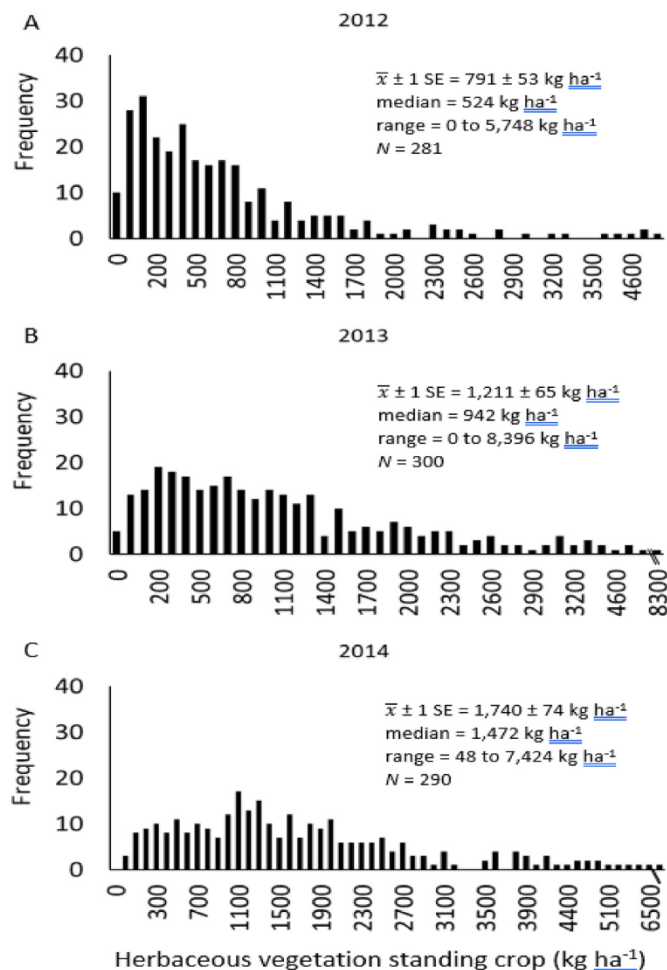 A
2012
Frequency
40
30
20
10
0
x̅ ± 1 SE = 791 ± 53 kg ha⁻¹
median = 524 kg ha⁻¹
range = 0 to 5,748 kg ha⁻¹
N = 281
0 200 500 800 1100 1400 1700 2000 2300 2600 2900 3200 3500 4600
B
2013
Frequency
40
30
20
10
0
x̅ ± 1 SE = 1,211 ± 65 kg ha⁻¹
median = 942 kg ha⁻¹
range = 0 to 8,396 kg ha⁻¹
N = 300
0 200 500 800 1100 1400 1700 2000 2300 2600 2900 3200 4600 8300
C
2014
Frequency
40
30
20
10
0
x̅ ± 1 SE = 1,740 ± 74 kg ha⁻¹
median = 1,472 kg ha⁻¹
range = 48 to 7,424 kg ha⁻¹
N = 290
0 300 700 1100 1500 1900 2300 2700 3100 3500 3900 4400 5100 6500
Herbaceous vegetation standing crop (kg ha⁻¹)